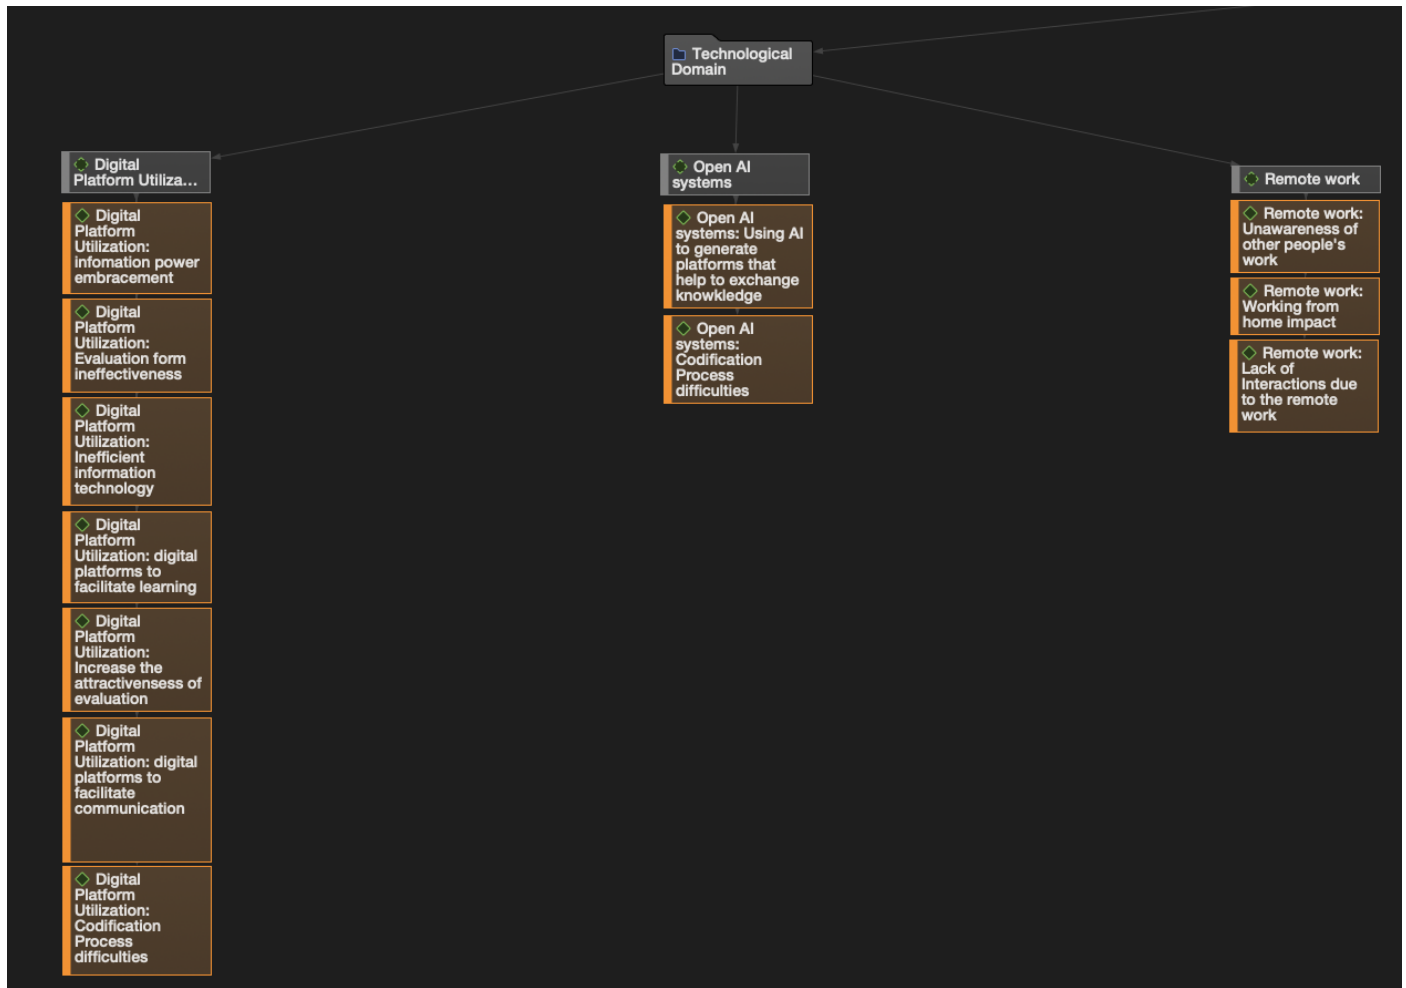 Technological
Domain
Digital
Platform Utiliza...
Digital
Platform
Utilization:
infomation power
embracement
Digital
Platform
Utilization:
Evaluation form
ineffectiveness
Digital
Platform
Utilization:
Inefficient
information
technology
Digital
Platform
Utilization: digital
platforms to
facilitate learning
Digital
Platform
Utilization:
Increase the
attractivensess of
evaluation
Digital
Platform
Utilization: digital
platforms to
facilitate
communication
Digital
Platform
Utilization:
Codification
Process
difficulties
Open AI
systems
Open AI
systems: Using AI
to generate
platforms that
help to exchange
knowkledge
Open AI
systems:
Codification
Process
difficulties
Remote work
Remote work:
Unawareness of
other people's
work
Remote work:
Working from
home impact
Remote work:
Lack of
Interactions due
to the remote
work